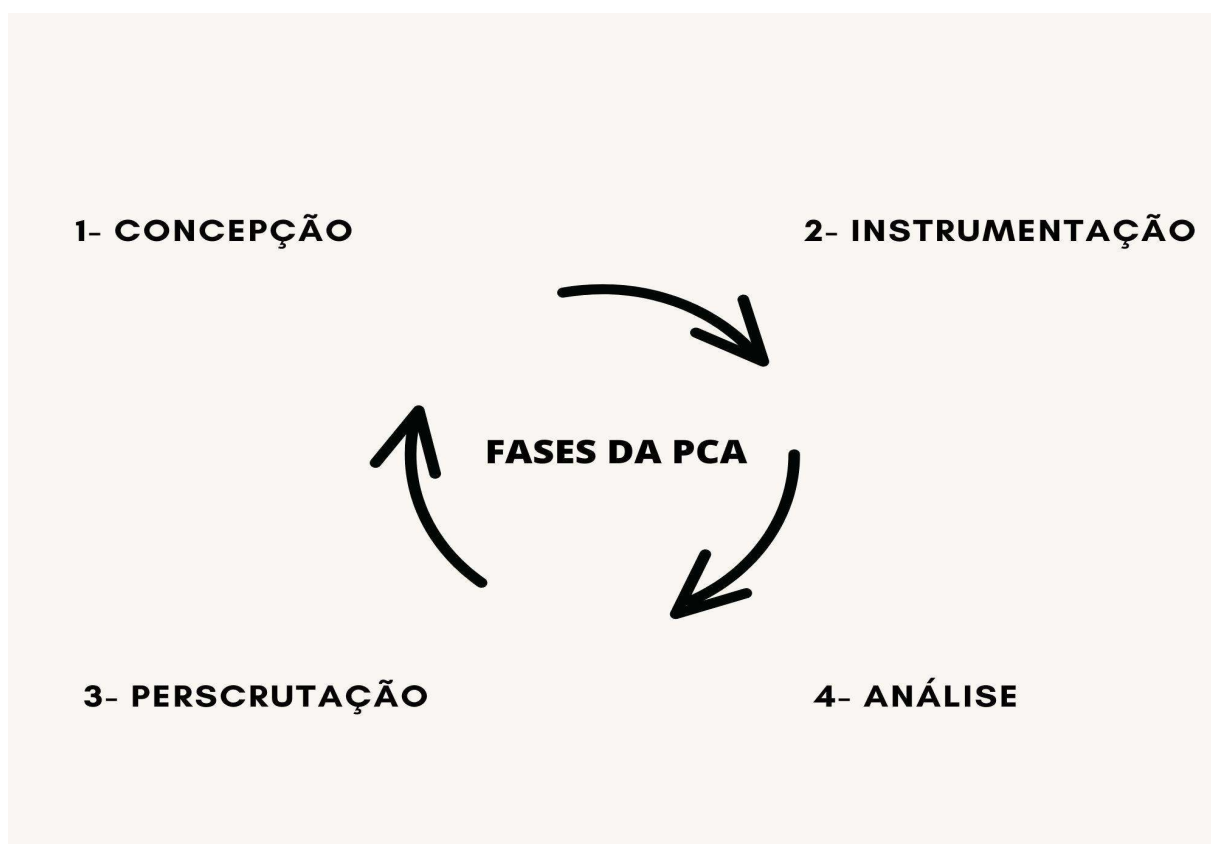 1- CONCEPÇÃO
2- INSTRUMENTAÇÃO
FASES DA PCA
3- PERSCRUTAÇÃO
4- ANÁLISE